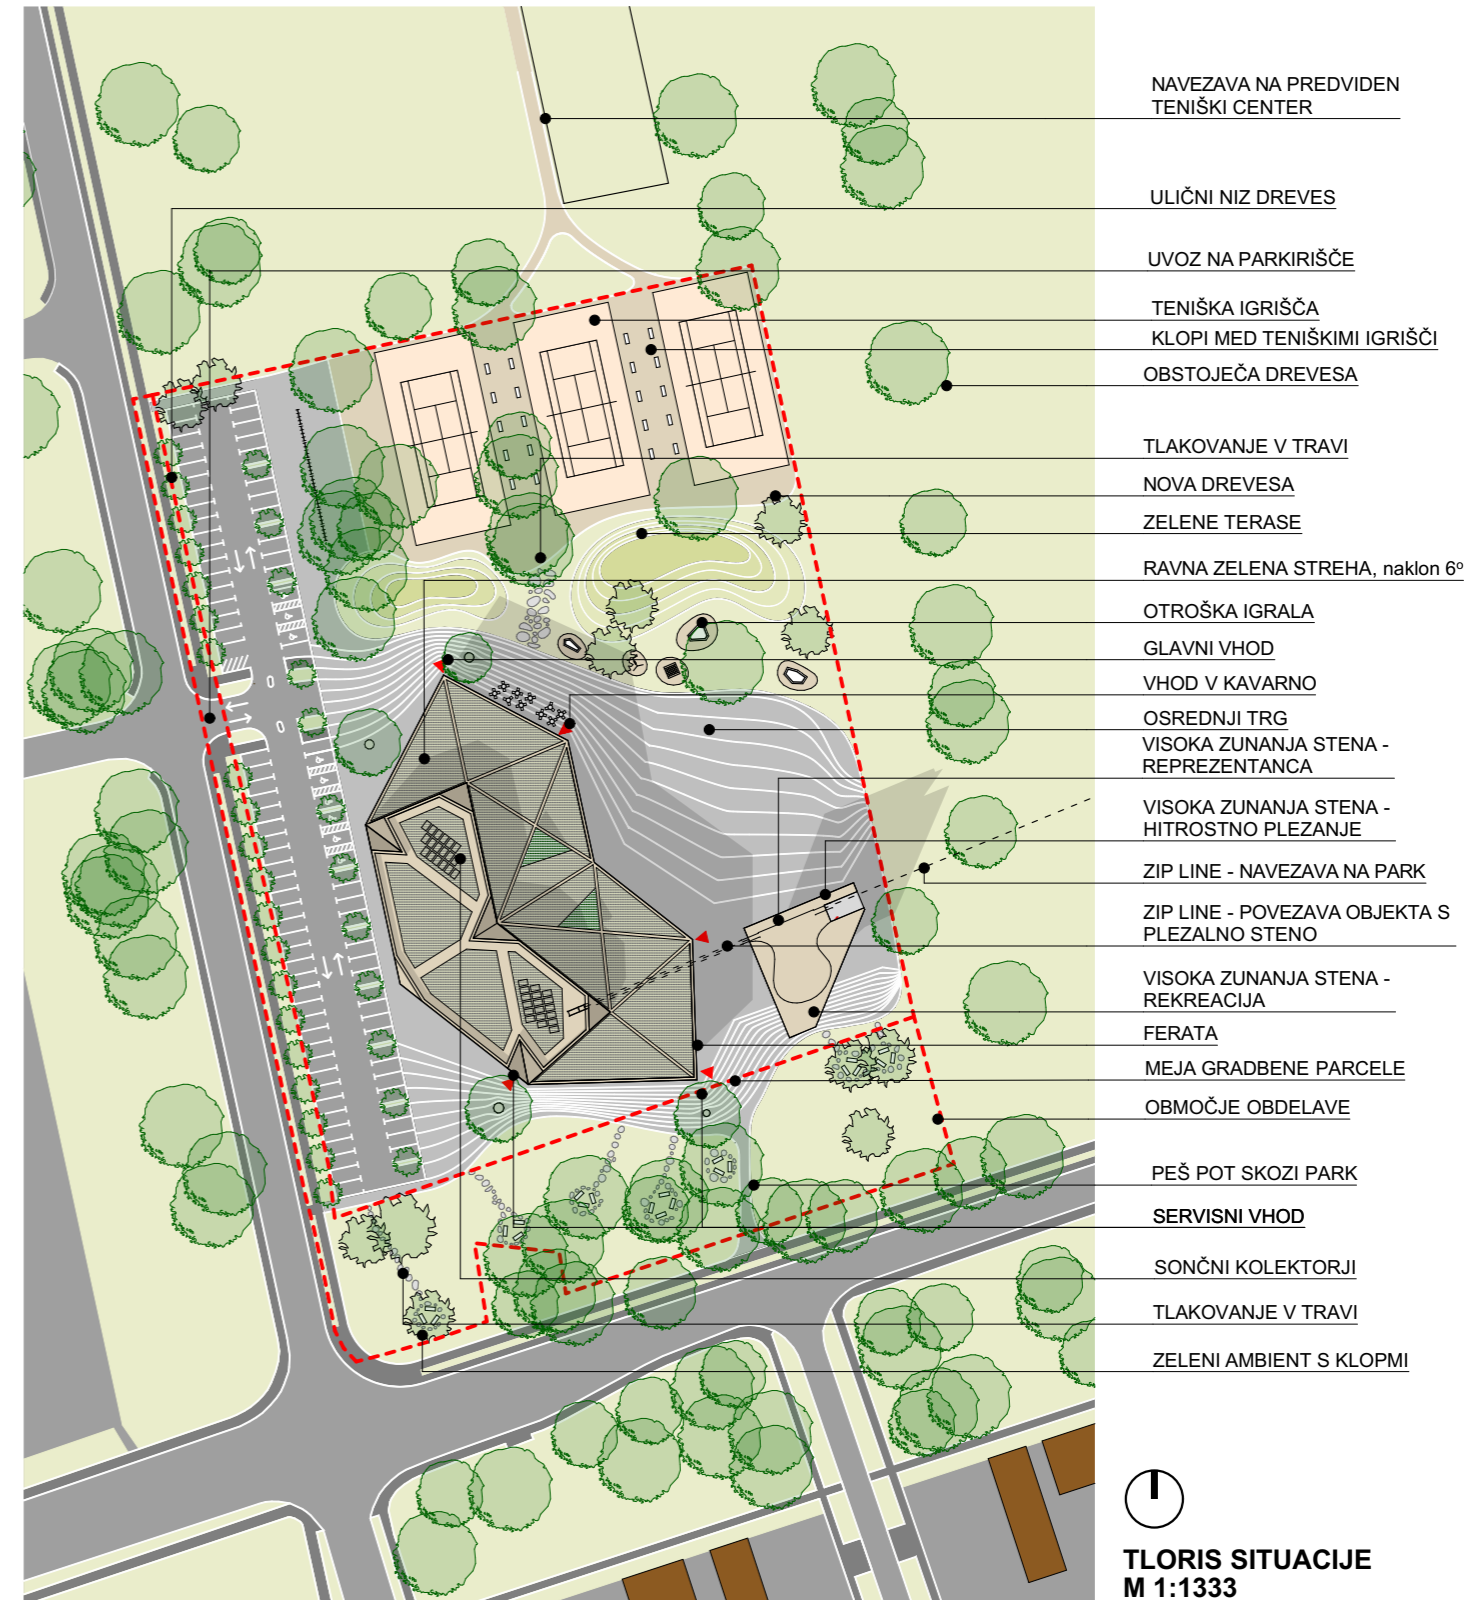 NAVEZAVA NA PREDVIDEN
TENIŠKI CENTER
ULIČNI NIZ DREVES
UVOZ NA PARKIRIŠČE
TENIŠKA IGRIŠČA
KLOPI MED TENIŠKIMI IGRIŠČI
OBSTOJEČA DREVESA
TLAKOVANJE V TRAVI
NOVA DREVESA
ZELENE TERASE
RAVNA ZELENA STREHA, naklon 6º
OTROŠKA IGRALA
GLAVNI VHOD
VHOD V KAVARNO
OSREDNJI TRG
VISOKA ZUNANJA STENA -
REPREZENTANCA
VISOKA ZUNANJA STENA -
HITROSTNO PLEZANJE
ZIP LINE - NAVEZAVA NA PARK
ZIP LINE - POVEZAVA OBJEKTA S
PLEZALNO STENO
VISOKA ZUNANJA STENA -
REKREACIJA
FERATA
MEJA GRADBENE PARCELE
OBMOČJE OBDELAVE
PEŠ POT SKOZI PARK
SERVISNI VHOD
SONČNI KOLEKTORJI
TLAKOVANJE V TRAVI
ZELENI AMBIENT S KLOPMI
TLORIS SITUACIJE
M 1:1333